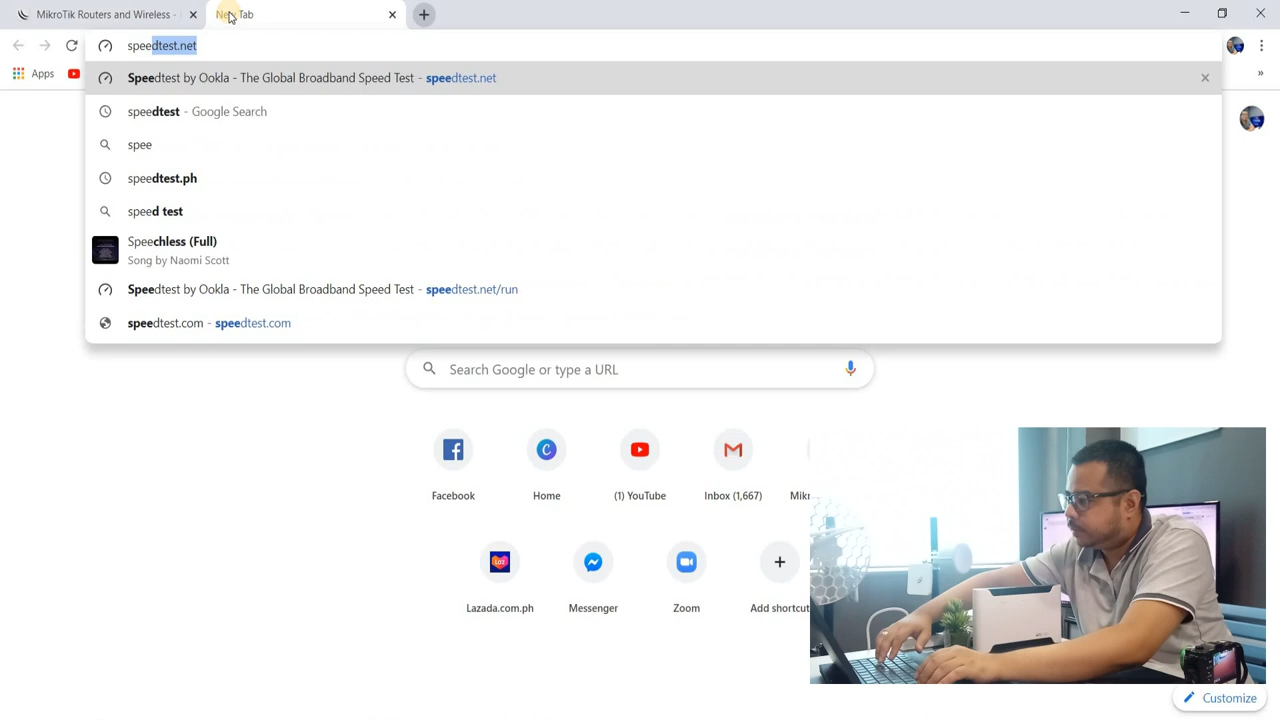 MikroTik Routers and Wireless -
New Tab
speedtest.net
Apps
Speedtest by Ookla - The Global Broadband Speed Test - speedtest.net
speedtest - Google Search
spee
speedtest.ph
speed test
Speechless (Full)
Song by Naomi Scott
Speedtest by Ookla - The Global Broadband Speed Test - speedtest.net/run
speedtest.com - speedtest.com
Search Google or type a URL
Facebook
Home
(1) YouTube
Inbox (1,667)
Mikr
Lazada.com.ph
Messenger
Zoom
Add shortcut
Customize